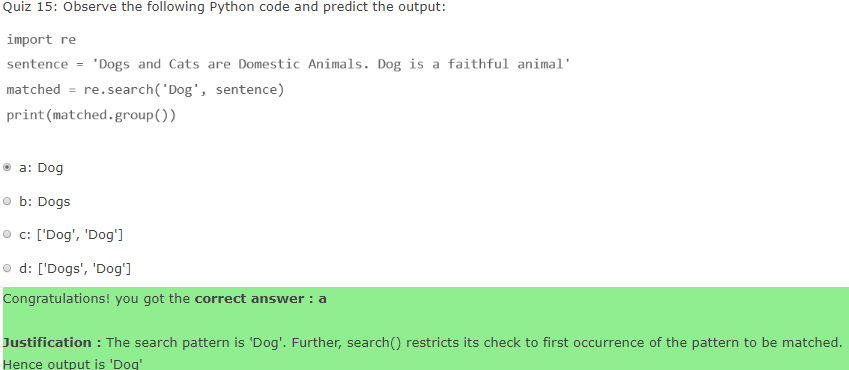 Quiz 15: Observe the following Python code and predict the output:
import re
sentence = 'Dogs and Cats are Domestic Animals. Dog is a faithful animal'
matched = re.search('Dog', sentence)
print(matched.group())
a: Dog
b: Dogs
c: ['Dog', 'Dog']
d: ['Dogs', 'Dog']
Congratulations! you got the correct answer : a
Justification : The search pattern is 'Dog'. Further, search() restricts its check to first occurrence of the pattern to be matched.
Hence output is 'Dog'